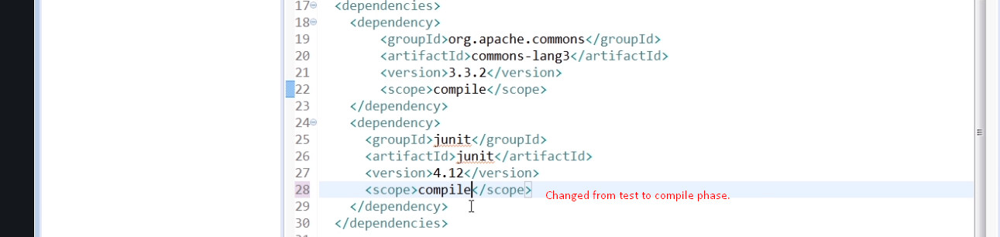 17 <dependencies>
18 <dependency>
19 <groupId>org.apache.commons</groupId>
20 <artifactId>commons-lang3</artifactId>
21 <version>3.3.2</version>
22 <scope>compile</scope>
23 </dependency>
24 <dependency>
25 <groupId>junit</groupId>
26 <artifactId>junit</artifactId>
27 <version>4.12</version>
28 <scope>compile</scope> Changed from test to compile phase.
29 </dependency>
30 </dependencies>